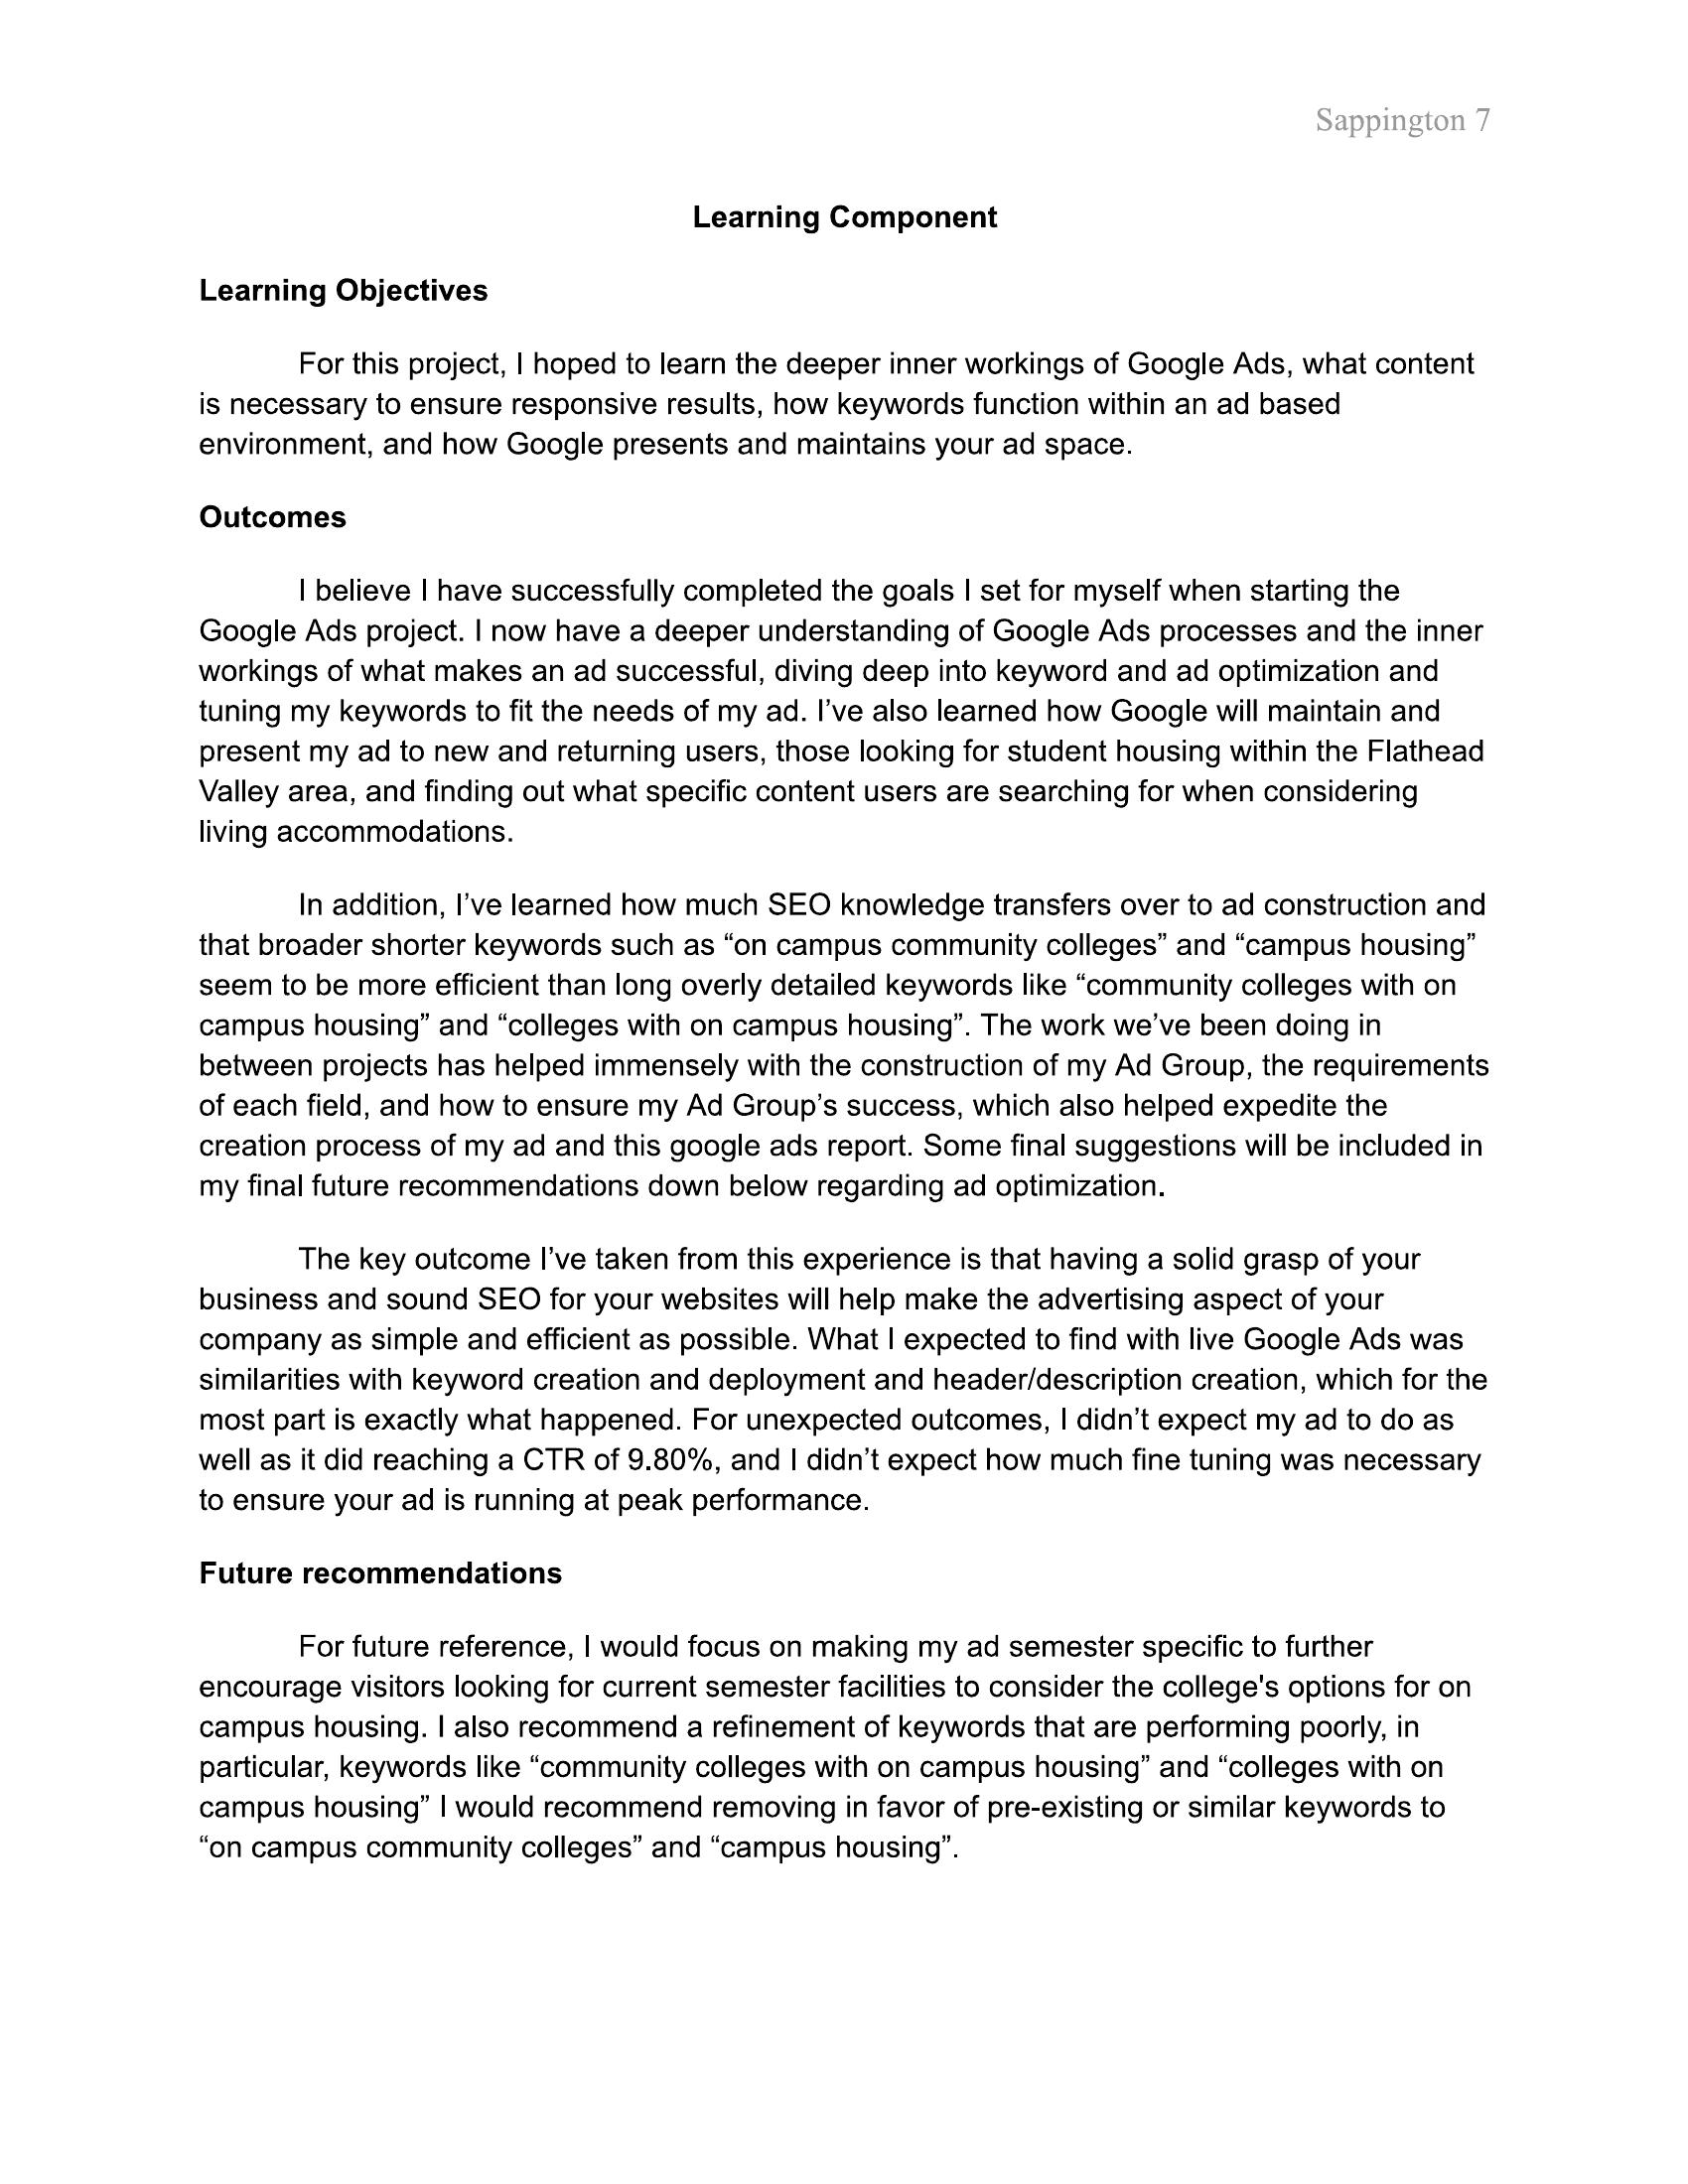 Sappington 7
Learning Component
Learning Objectives
For this project, I hoped to learn the deeper inner workings of Google Ads, what content
is necessary to ensure responsive results, how keywords function within an ad based
environment, and how Google presents and maintains your ad space.
Outcomes
I believe I have successfully completed the goals I set for myself when starting the
Google Ads project. I now have a deeper understanding of Google Ads processes and the inner
workings of what makes an ad successful, diving deep into keyword and ad optimization and
tuning my keywords to fit the needs of my ad. I’ve also learned how Google will maintain and
present my ad to new and returning users, those looking for student housing within the Flathead
Valley area, and finding out what specific content users are searching for when considering
living accommodations.
In addition, I’ve learned how much SEO knowledge transfers over to ad construction and
that broader shorter keywords such as “on campus community colleges” and “campus housing”
seem to be more efficient than long overly detailed keywords like “community colleges with on
campus housing” and “colleges with on campus housing”. The work we’ve been doing in
between projects has helped immensely with the construction of my Ad Group, the requirements
of each field, and how to ensure my Ad Group’s success, which also helped expedite the
creation process of my ad and this google ads report. Some final suggestions will be included in
my final future recommendations down below regarding ad optimization.
The key outcome I’ve taken from this experience is that having a solid grasp of your
business and sound SEO for your websites will help make the advertising aspect of your
company as simple and efficient as possible. What I expected to find with live Google Ads was
similarities with keyword creation and deployment and header/description creation, which for the
most part is exactly what happened. For unexpected outcomes, I didn’t expect my ad to do as
well as it did reaching a CTR of 9.80%, and I didn’t expect how much fine tuning was necessary
to ensure your ad is running at peak performance.
Future recommendations
For future reference, I would focus on making my ad semester specific to further
encourage visitors looking for current semester facilities to consider the college's options for on
campus housing. I also recommend a refinement of keywords that are performing poorly, in
particular, keywords like “community colleges with on campus housing” and “colleges with on
campus housing” I would recommend removing in favor of pre-existing or similar keywords to
“on campus community colleges” and “campus housing”.